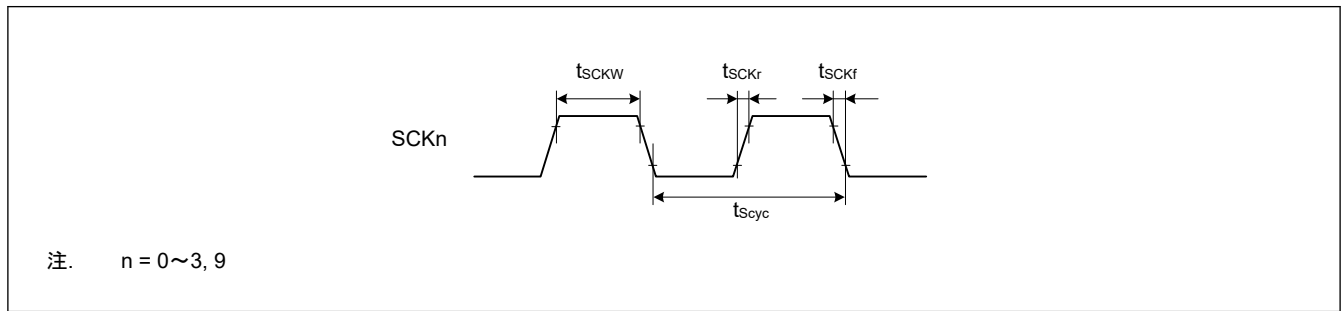 tSCKW tSCKr tSCKf
SCKn
tScyc
注. n = 0～3, 9